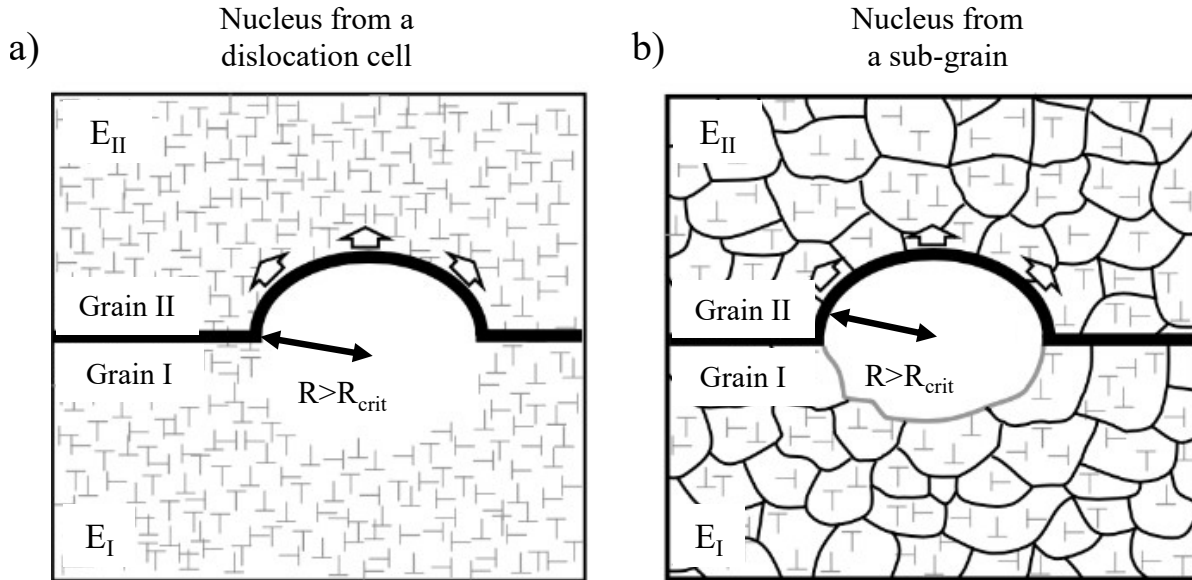 a)
Nucleus from a
dislocation cell
E_II
Grain II
Grain I
R>R_crit
E_I
b)
Nucleus from
a sub-grain
E_II
Grain II
Grain I
R>R_crit
E_I